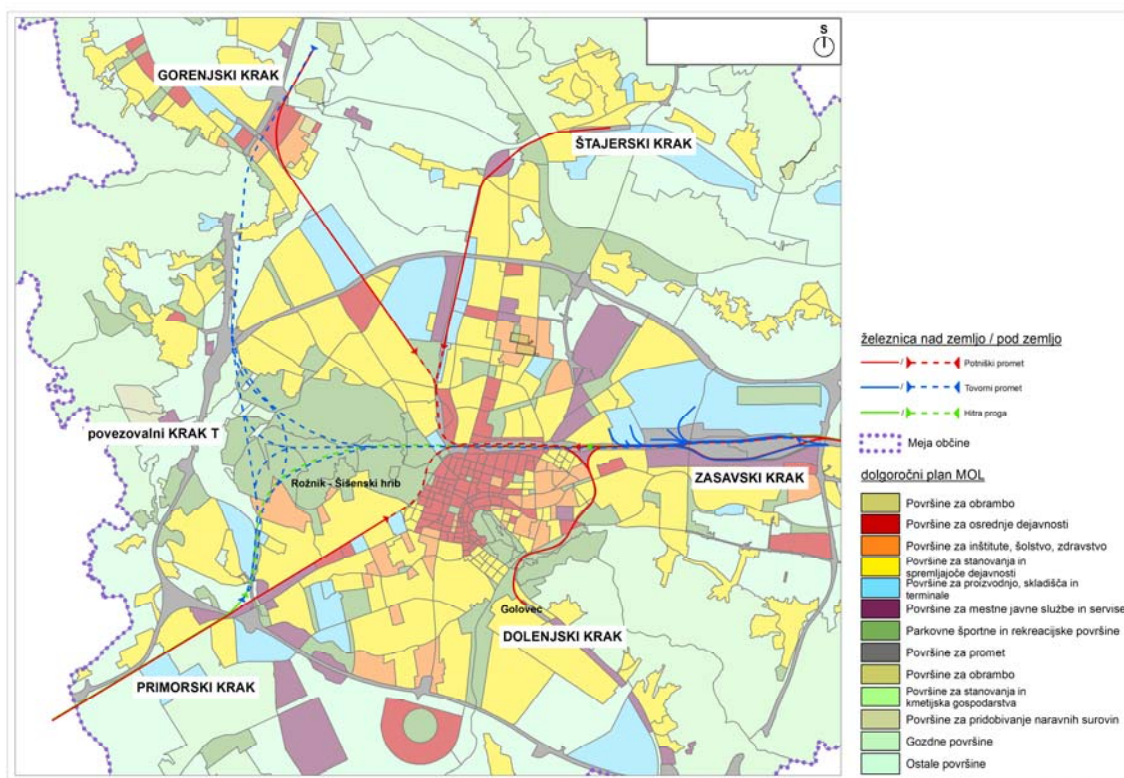 S
GORENJSKI KRAK
ŠTAJERSKI KRAK
povezovalni KRAK T
Rožnik - Šišenski hrib
ZASAVSKI KRAK
Golovec
DOLENJSKI KRAK
PRIMORSKI KRAK
železnica nad zemljo / pod zemljo
/ Potniški promet
/ Tovorni promet
/ Hitra proga
Meja občine
dolgoročni plan MOL
Površine za obrambo
Površine za osrednje dejavnosti
Površine za inštitute, šolstvo, zdravstvo
Površine za stanovanja in
spremljajoče dejavnosti
Površine za proizvodnjo, skladišča in
terminale
Površine za mestne javne službe in servise
Parkovne športne in rekreacijske površine
Površine za promet
Površine za obrambo
Površine za stanovanja in
kmetijska gospodarstva
Površine za pridobivanje naravnih surovin
Gozdne površine
Ostale površine